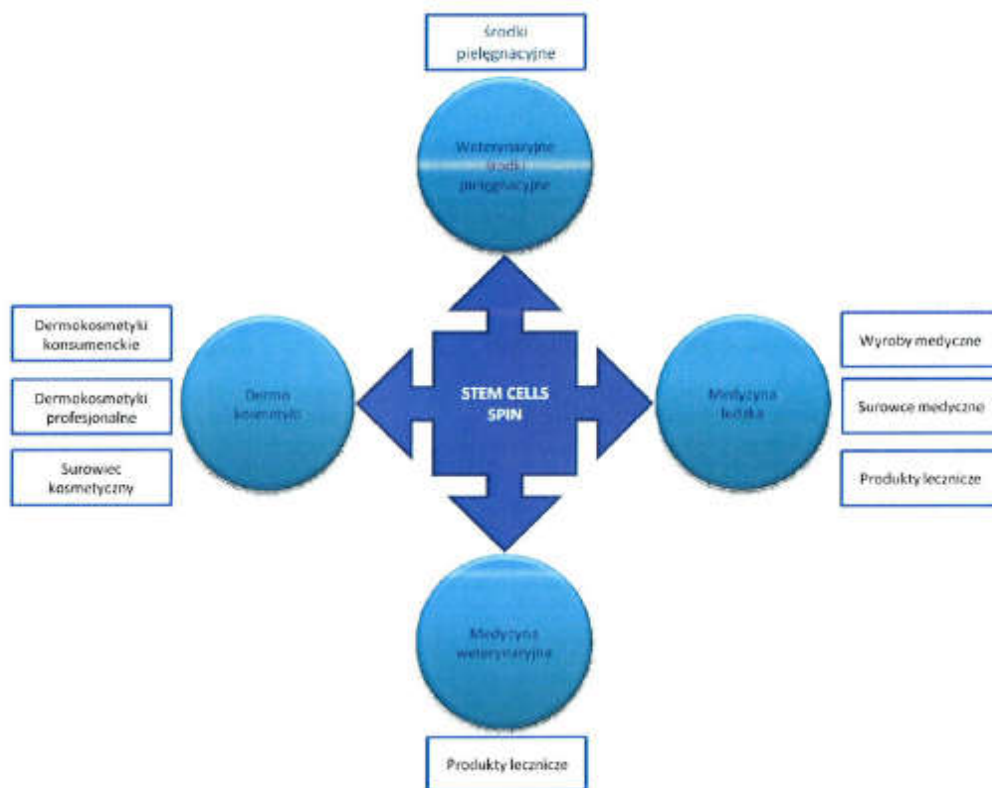 środki
pielęgnacyjne
Weterynaryjne
środki
pielęgnacyjne
Dermokosmetyki
konsumenckie
Dermokosmetyki
profesjonalne
Surowiec
kosmetyczny
Dermo
kosmetyki
STEM CELLS
SPIN
Medycyna
ludzka
Wyroby medyczne
Surowce medyczne
Produkty lecznicze
Medycyna
weterynaryjna
Produkty lecznicze